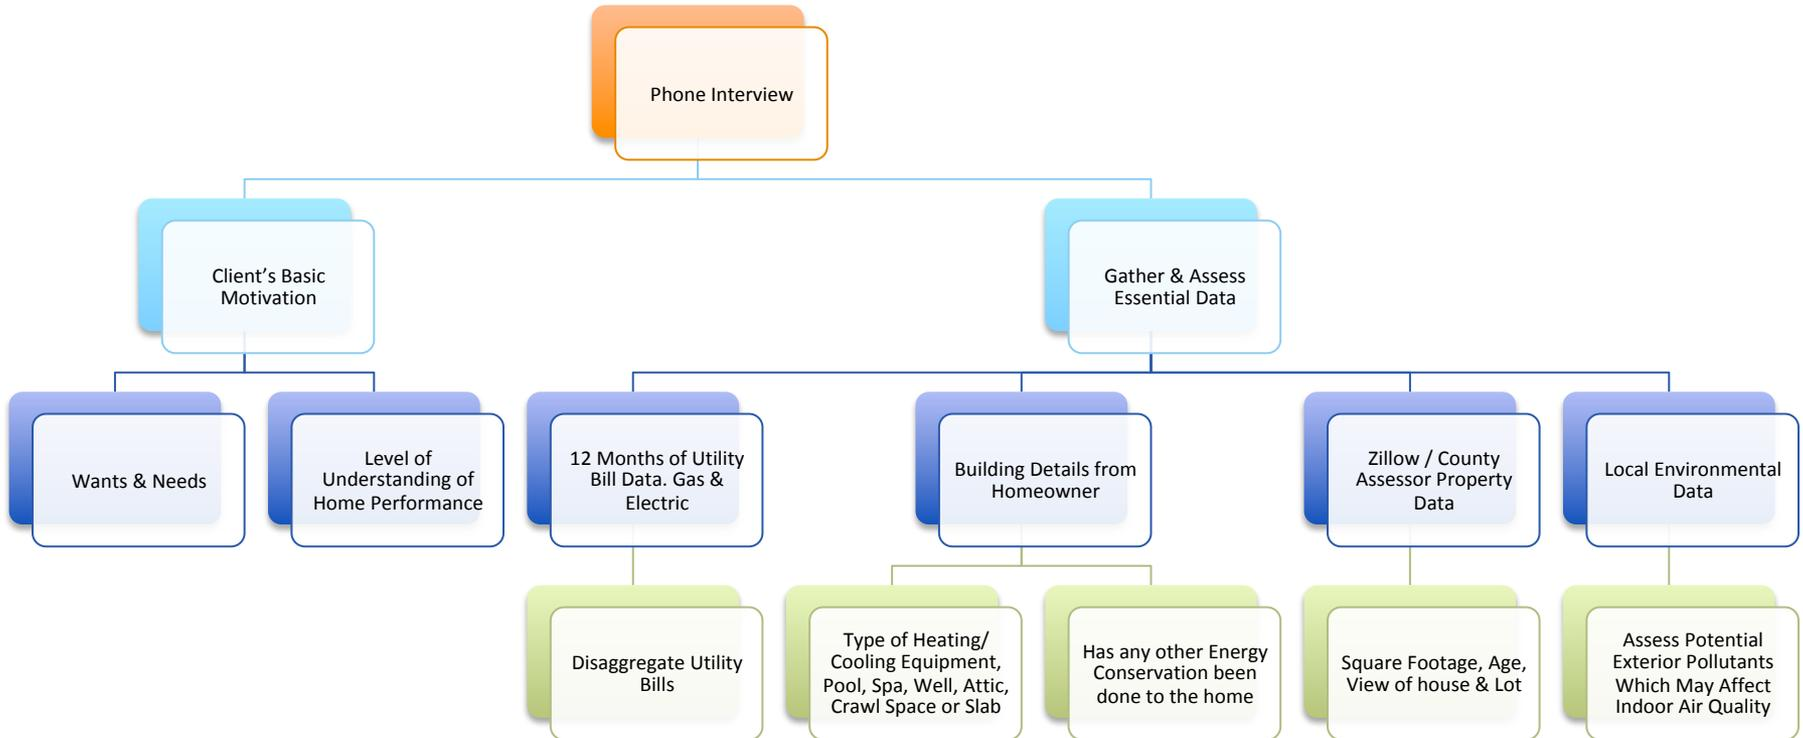 Phone Interview
Client’s Basic
Motivation
Gather & Assess
Essential Data
Wants & Needs
Level of
Understanding of
Home Performance
12 Months of Utility
Bill Data. Gas &
Electric
Building Details from
Homeowner
Zillow / County
Assessor Property
Data
Local Environmental
Data
Disaggregate Utility
Bills
Type of Heating/
Cooling Equipment,
Pool, Spa, Well, Attic,
Crawl Space or Slab
Has any other Energy
Conservation been
done to the home
Square Footage, Age,
View of house & Lot
Assess Potential
Exterior Pollutants
Which May Affect
Indoor Air Quality